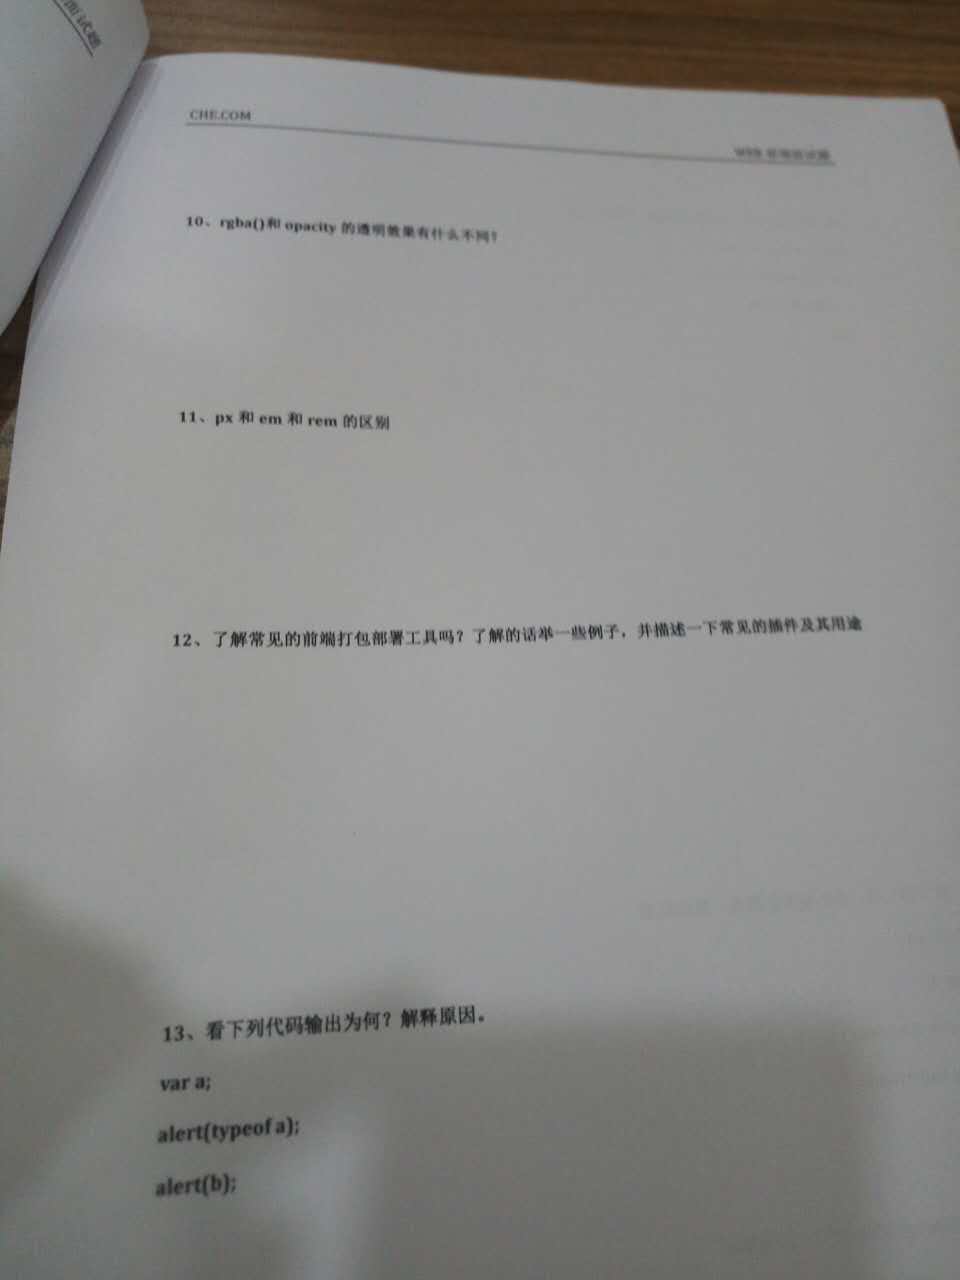 面试题
CHE.COM
WEB 前端面试题
10、rgba()和 opacity 的透明效果有什么不同？
11、px 和 em 和 rem 的区别
12、了解常见的前端打包部署工具吗？了解的话举一些例子，并描述一下常见的插件及其用途
13、看下列代码输出为何？解释原因。
var a;
alert(typeof a);
alert(b);